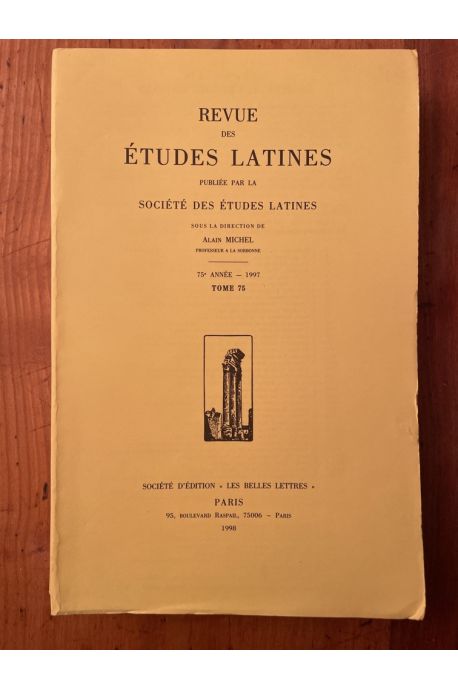 REVUE
DES
ÉTUDES LATINES
PUBLIÉE PAR LA
SOCIÉTÉ DES ÉTUDES LATINES
SOUS LA DIRECTION DE
ALAIN MICHEL
PROFESSEUR A LA SORBONNE
75e ANNÉE — 1997
TOME 75
SOCIÉTÉ D'ÉDITION « LES BELLES LETTRES »
PARIS
95, BOULEVARD RASPAIL, 75006 – PARIS
1998